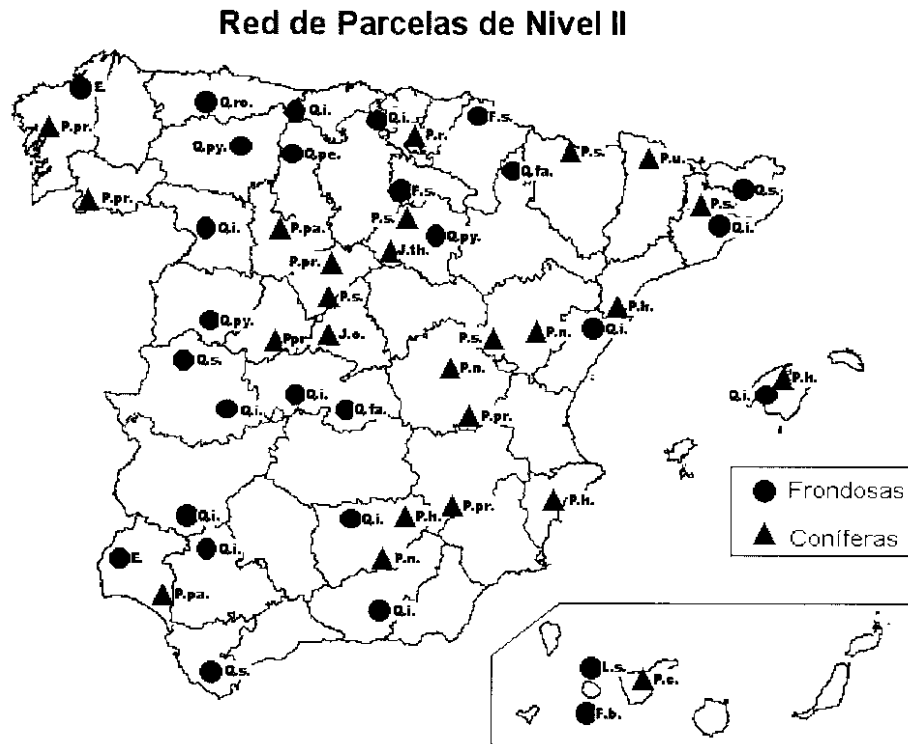 Red de Parcelas de Nivel II
E.
Q.ro.
Q.i.
Q.i.
F.s.
P.pr.
P.r.
Q.py.
Q.pe.
P.s.
P.u.
Q.fa.
P.pr.
F.s.
Q.s.
P.s.
Q.i.
P.pa.
P.s.
Q.py.
Q.i.
J.th.
P.pr.
P.s.
P.h.
Q.py.
Ppr
J.o.
P.s.
P.n.
Q.i.
Q.s.
P.n.
P.h.
Q.i.
Q.i.
Q.i.
Q.fa.
P.pr.
Frondosas
Coníferas
Q.i.
Q.i.
P.h.
P.pr.
P.h.
E.
Q.i.
P.n.
P.pa.
Q.i.
Q.s.
L.s.
P.c.
F.b.